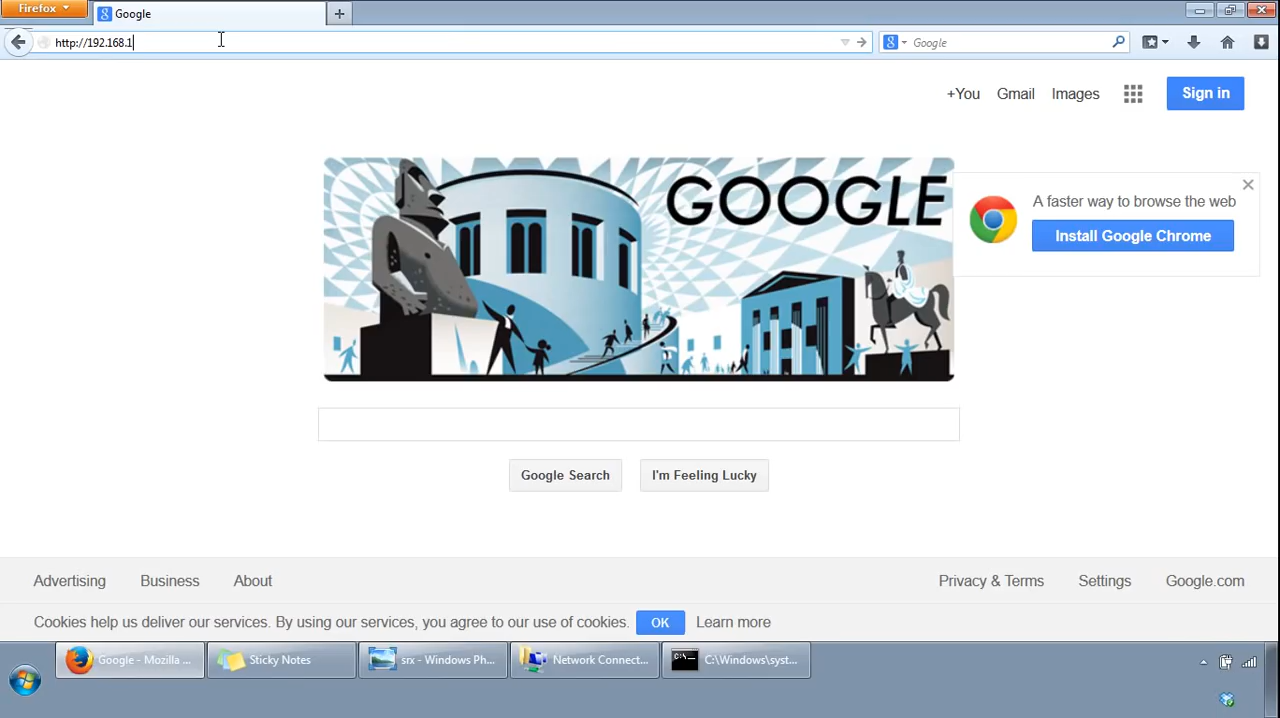 Firefox
Google
http://192.168.1
Google
+You Gmail Images Sign in
GOOGLE
A faster way to browse the web
Install Google Chrome
Google Search I'm Feeling Lucky
Advertising Business About Privacy & Terms Settings Google.com
Cookies help us deliver our services. By using our services, you agree to our use of cookies. OK Learn more
Google - Mozilla ... Sticky Notes srx - Windows Ph... Network Connect... C:\Windows\syst...